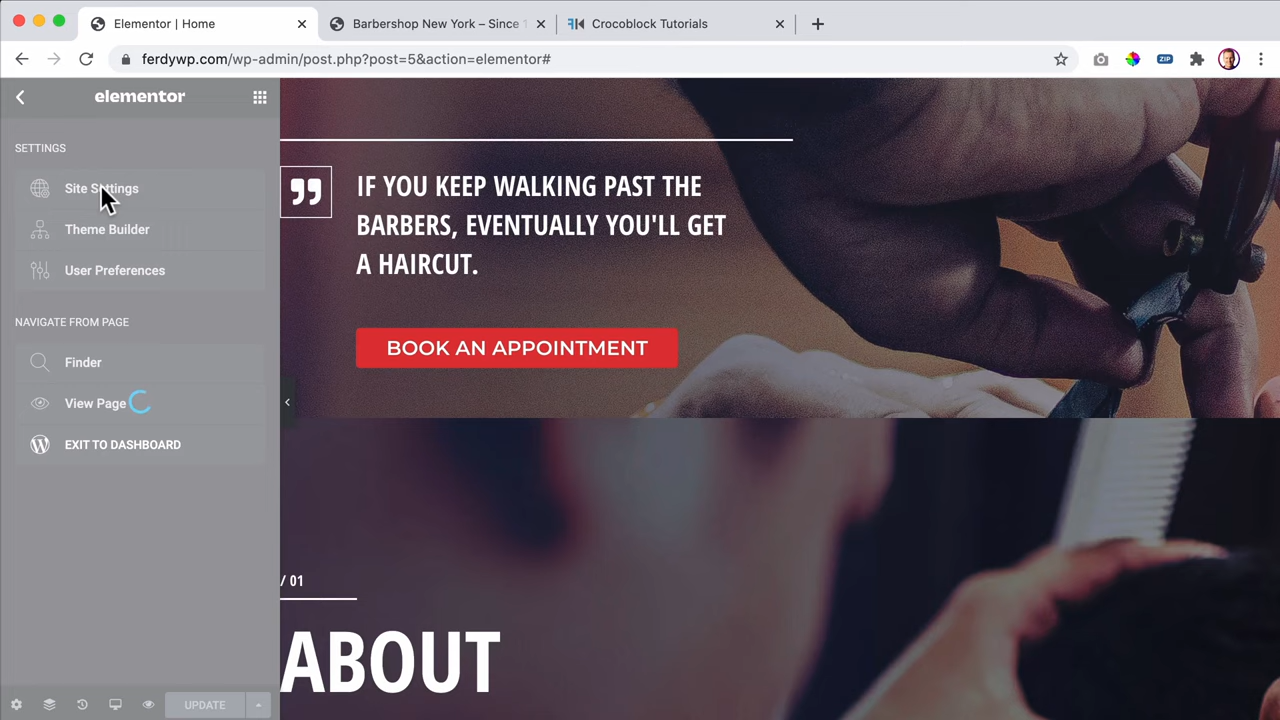 Elementor | Home
Barbershop New York – Since
Crocoblock Tutorials
ferdywp.com/wp-admin/post.php?post=5&action=elementor#
ZIP
elementor
SETTINGS
Site Settings
Theme Builder
User Preferences
NAVIGATE FROM PAGE
Finder
View Page
EXIT TO DASHBOARD
UPDATE
IF YOU KEEP WALKING PAST THE
BARBERS, EVENTUALLY YOU'LL GET
A HAIRCUT.
BOOK AN APPOINTMENT
/ 01
ABOUT